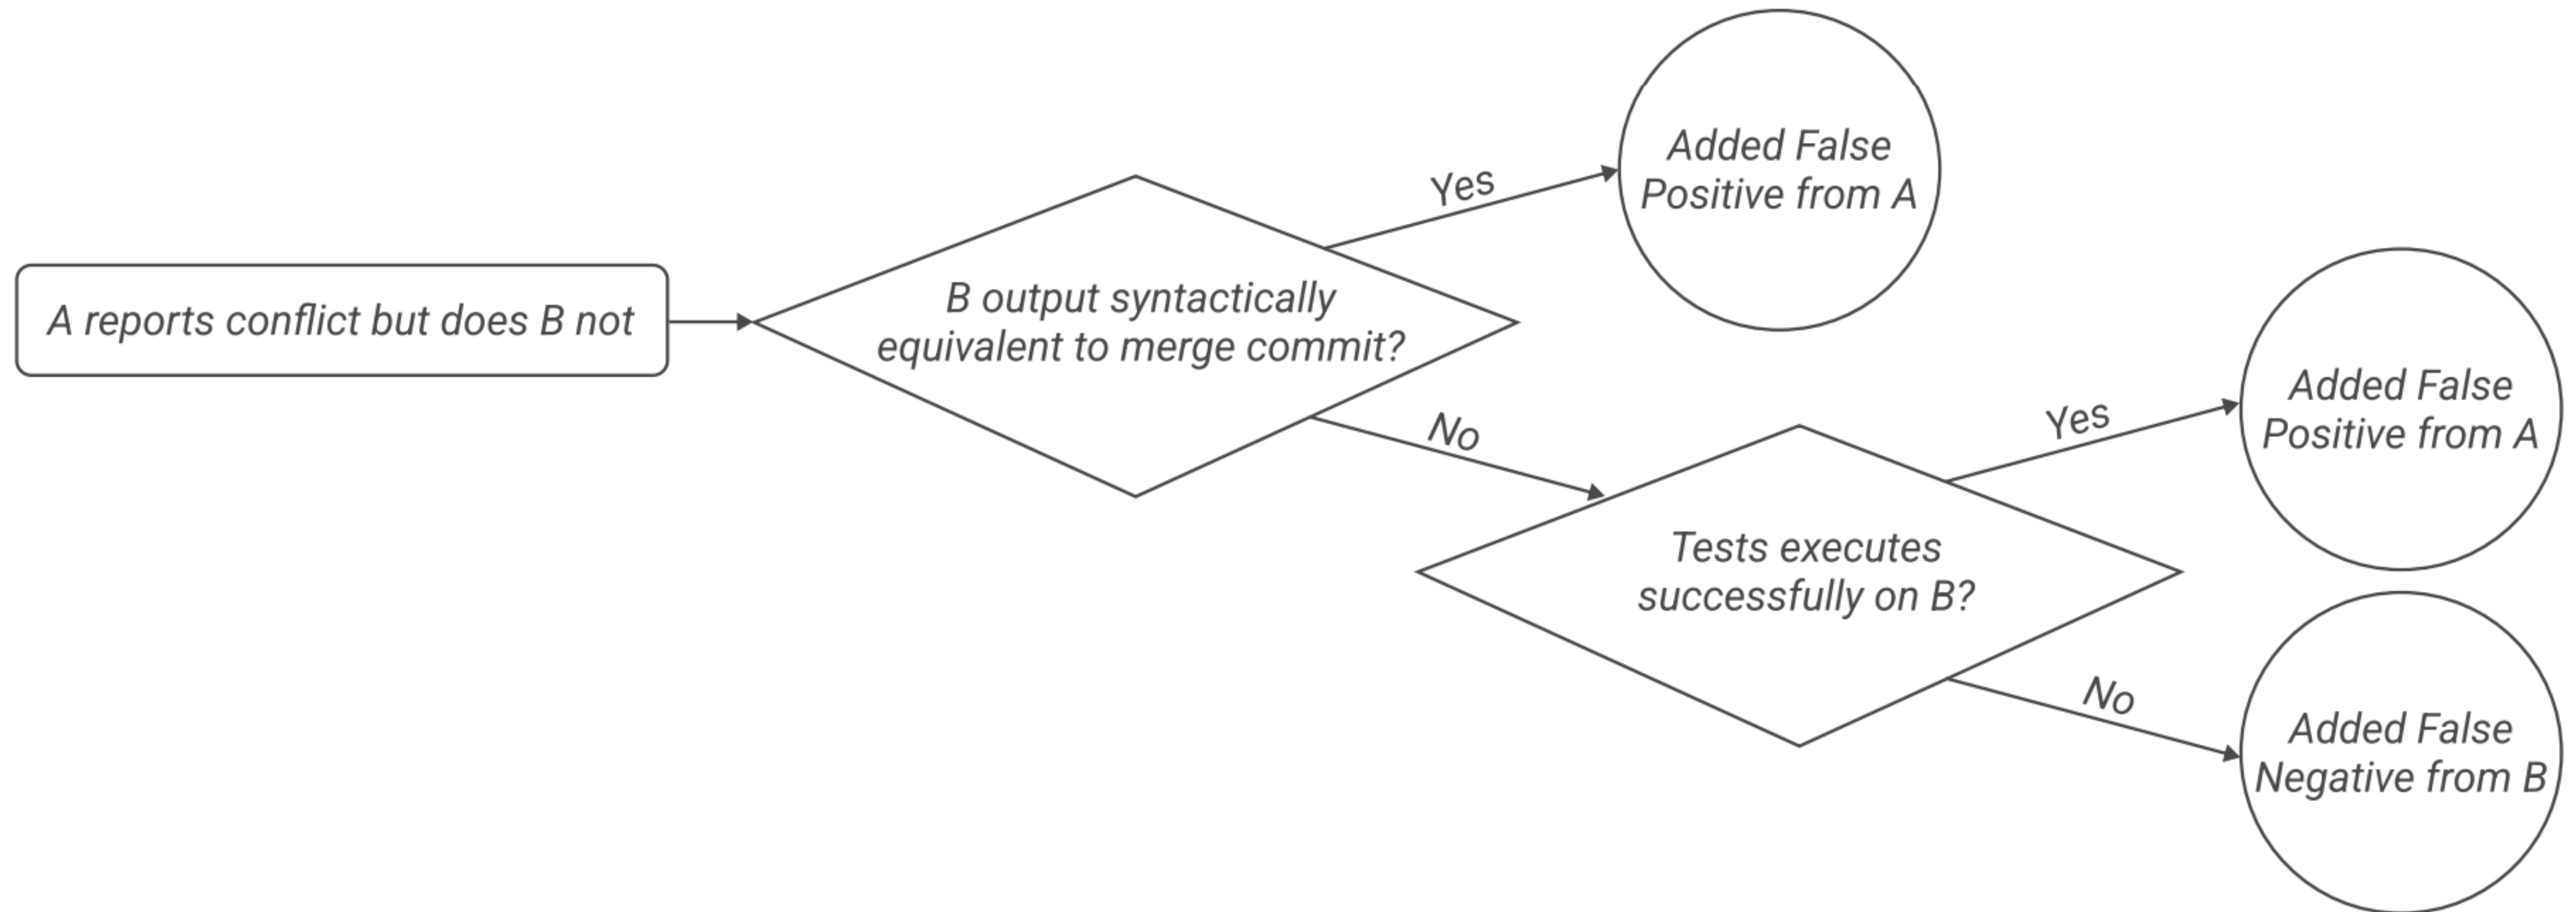 A reports conflict but does B not
B output syntactically
equivalent to merge commit?
Yes
Added False
Positive from A
No
Tests executes
successfully on B?
Yes
Added False
Positive from A
No
Added False
Negative from B